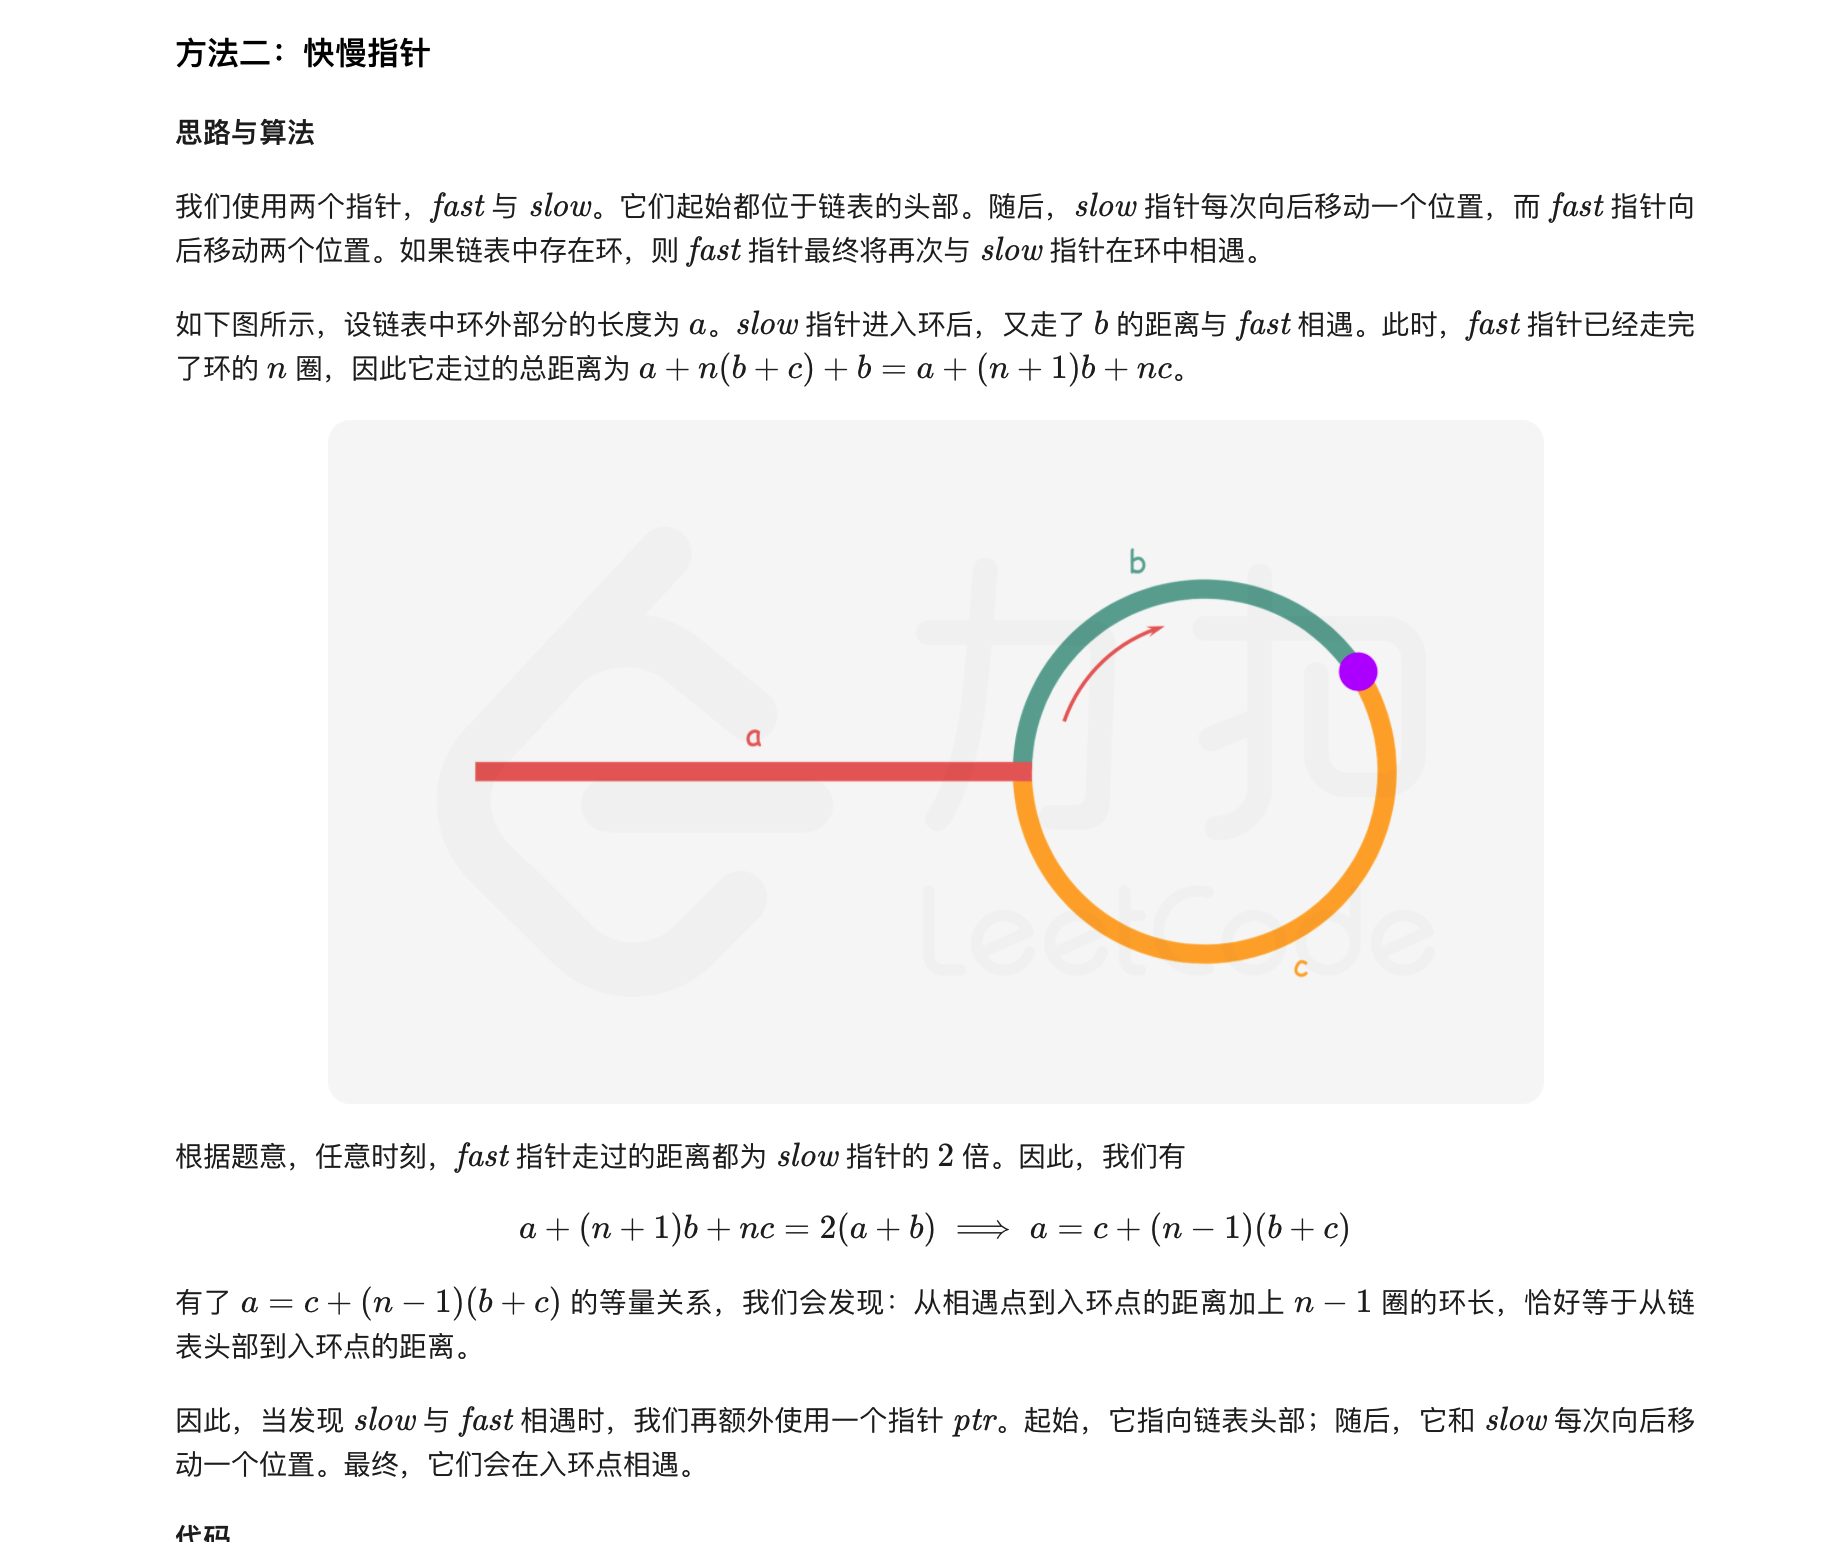 方法二：快慢指针
思路与算法
我们使用两个指针，fast 与 slow。它们起始都位于链表的头部。随后，slow 指针每次向后移动一个位置，而 fast 指针向
后移动两个位置。如果链表中存在环，则 fast 指针最终将再次与 slow 指针在环中相遇。
如下图所示，设链表中环外部分的长度为 a。slow 指针进入环后，又走了 b 的距离与 fast 相遇。此时，fast 指针已经走完
了环的 n 圈，因此它走过的总距离为 a + n(b + c) + b = a + (n + 1)b + nc。
b
a
力扣
LeetCode
c
根据题意，任意时刻，fast 指针走过的距离都为 slow 指针的 2 倍。因此，我们有
a + (n + 1)b + nc = 2(a + b) ⟹ a = c + (n − 1)(b + c)
有了 a = c + (n − 1)(b + c) 的等量关系，我们会发现：从相遇点到入环点的距离加上 n − 1 圈的环长，恰好等于从链
表头部到入环点的距离。
因此，当发现 slow 与 fast 相遇时，我们再额外使用一个指针 ptr。起始，它指向链表头部；随后，它和 slow 每次向后移
动一个位置。最终，它们会在入环点相遇。
代码